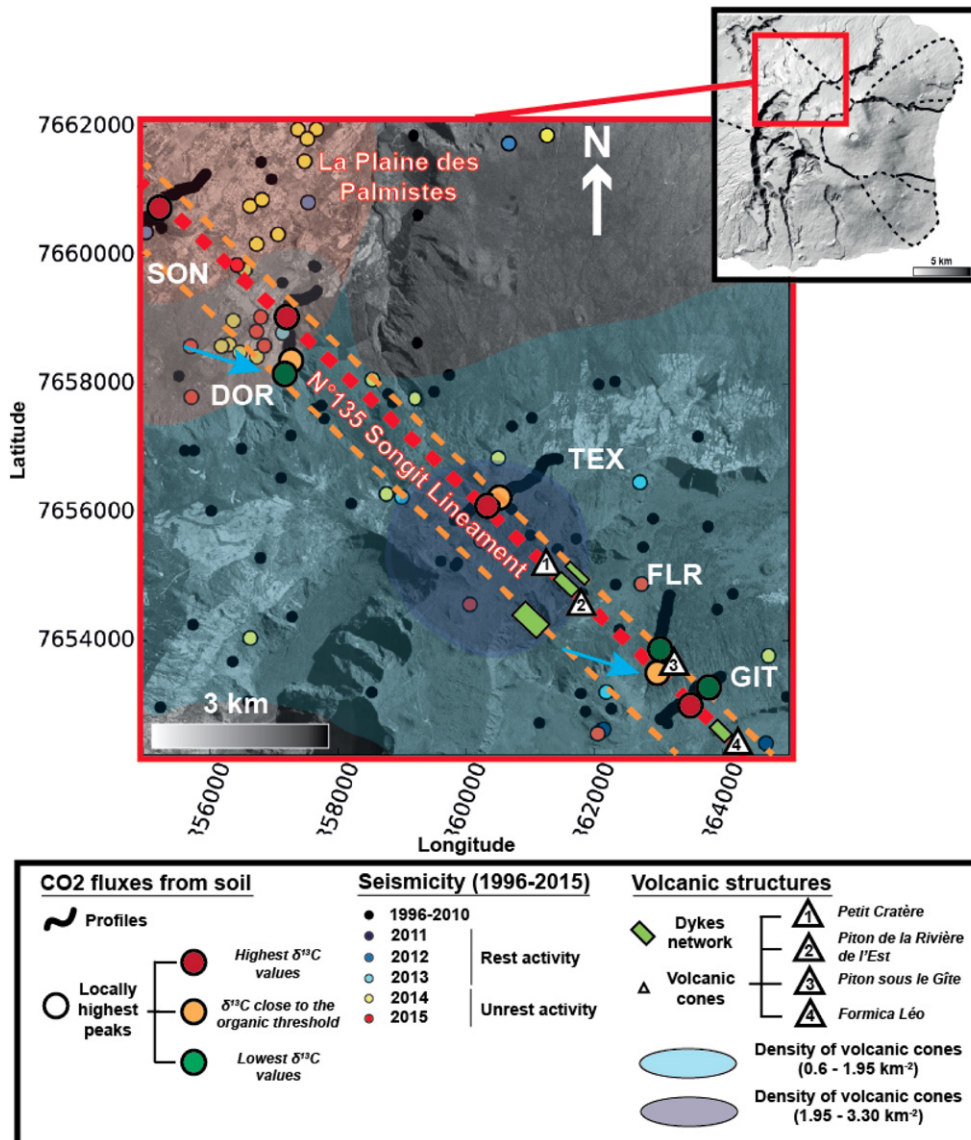 5 km
7662000
7660000
7658000
7656000
7654000
Latitude
La Plaine des
Palmistes
N
SON
DOR
N°135 Songit Lineament
TEX
FLR
GIT
1
2
3
4
3 km
356000
358000
360000
362000
364000
Longitude
CO2 fluxes from soil
Profiles
Locally
highest
peaks
Highest δ¹³C
values
δ¹³C close to the
organic threshold
Lowest δ¹³C
values
Seismicity (1996-2015)
1996-2010
2011
2012
2013
2014
2015
Rest activity
Unrest activity
Volcanic structures
Dykes
network
Volcanic
cones
1 Petit Cratère
2 Piton de la Rivière
de l'Est
3 Piton sous le Gîte
4 Formica Léo
Density of volcanic cones
(0.6 - 1.95 km⁻²)
Density of volcanic cones
(1.95 - 3.30 km⁻²)